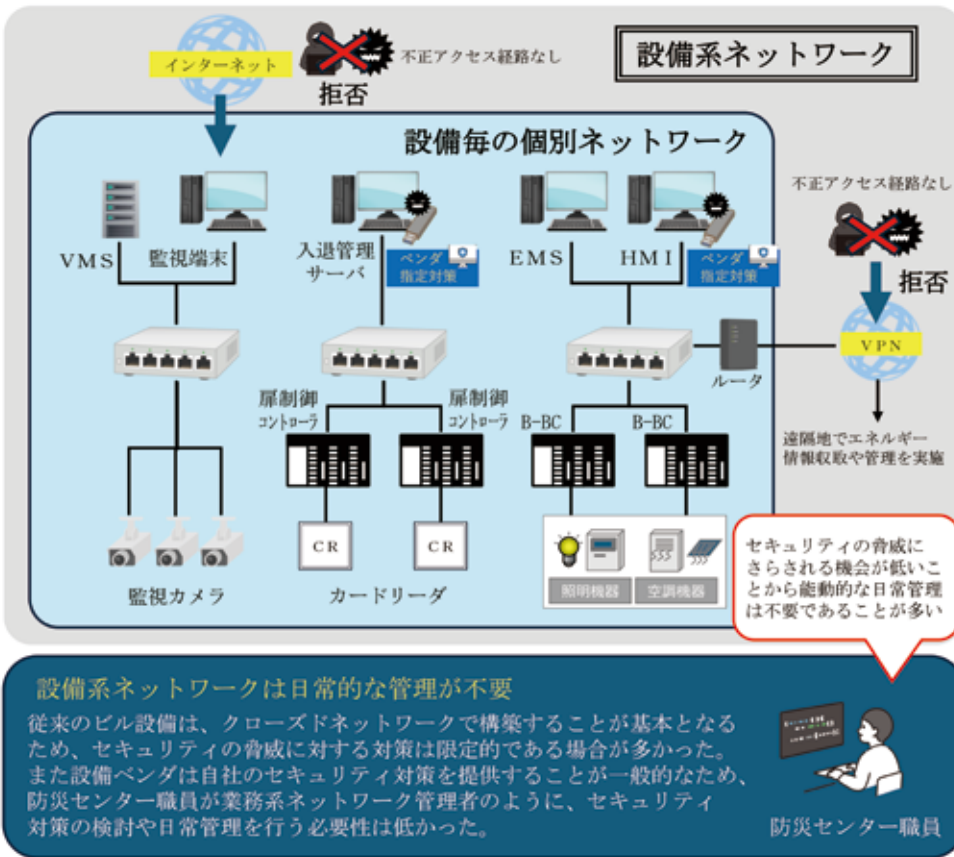 インターネット
不正アクセス経路なし
拒否
設備系ネットワーク
設備毎の個別ネットワーク
不正アクセス経路なし
拒否
VMS
監視端末
入退管理
サーバ
ベンダ
指定対策
EMS
HMI
ベンダ
指定対策
VPN
ルータ
扉制御
コントローラ
扉制御
コントローラ
B-BC
B-BC
遠隔地でエネルギー
情報収取や管理を実施
CR
CR
監視カメラ
カードリーダ
照明機器
空調機器
セキュリティの脅威に
さらされる機会が低いこ
とから能動的な日常管理
は不要であることが多い
設備系ネットワークは日常的な管理が不要
従来のビル設備は、クローズドネットワークで構築することが基本となる
ため、セキュリティの脅威に対する対策は限定的である場合が多かった。
また設備ベンダは自社のセキュリティ対策を提供することが一般的なため、
防災センター職員が業務系ネットワーク管理者のように、セキュリティ
対策の検討や日常管理を行う必要性は低かった。
防災センター職員